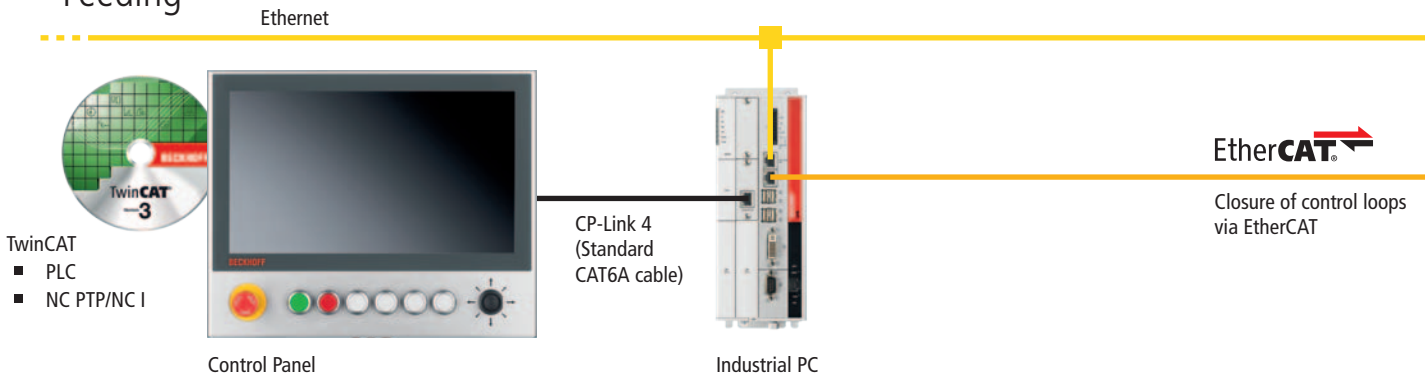 Feeding
Ethernet
BECKHOFF
TwinCAT
3
BECKHOFF
EtherCAT®
Closure of control loops
via EtherCAT
CP-Link 4
(Standard
CAT6A cable)
TwinCAT
■ PLC
■ NC PTP/NC I
Control Panel
Industrial PC